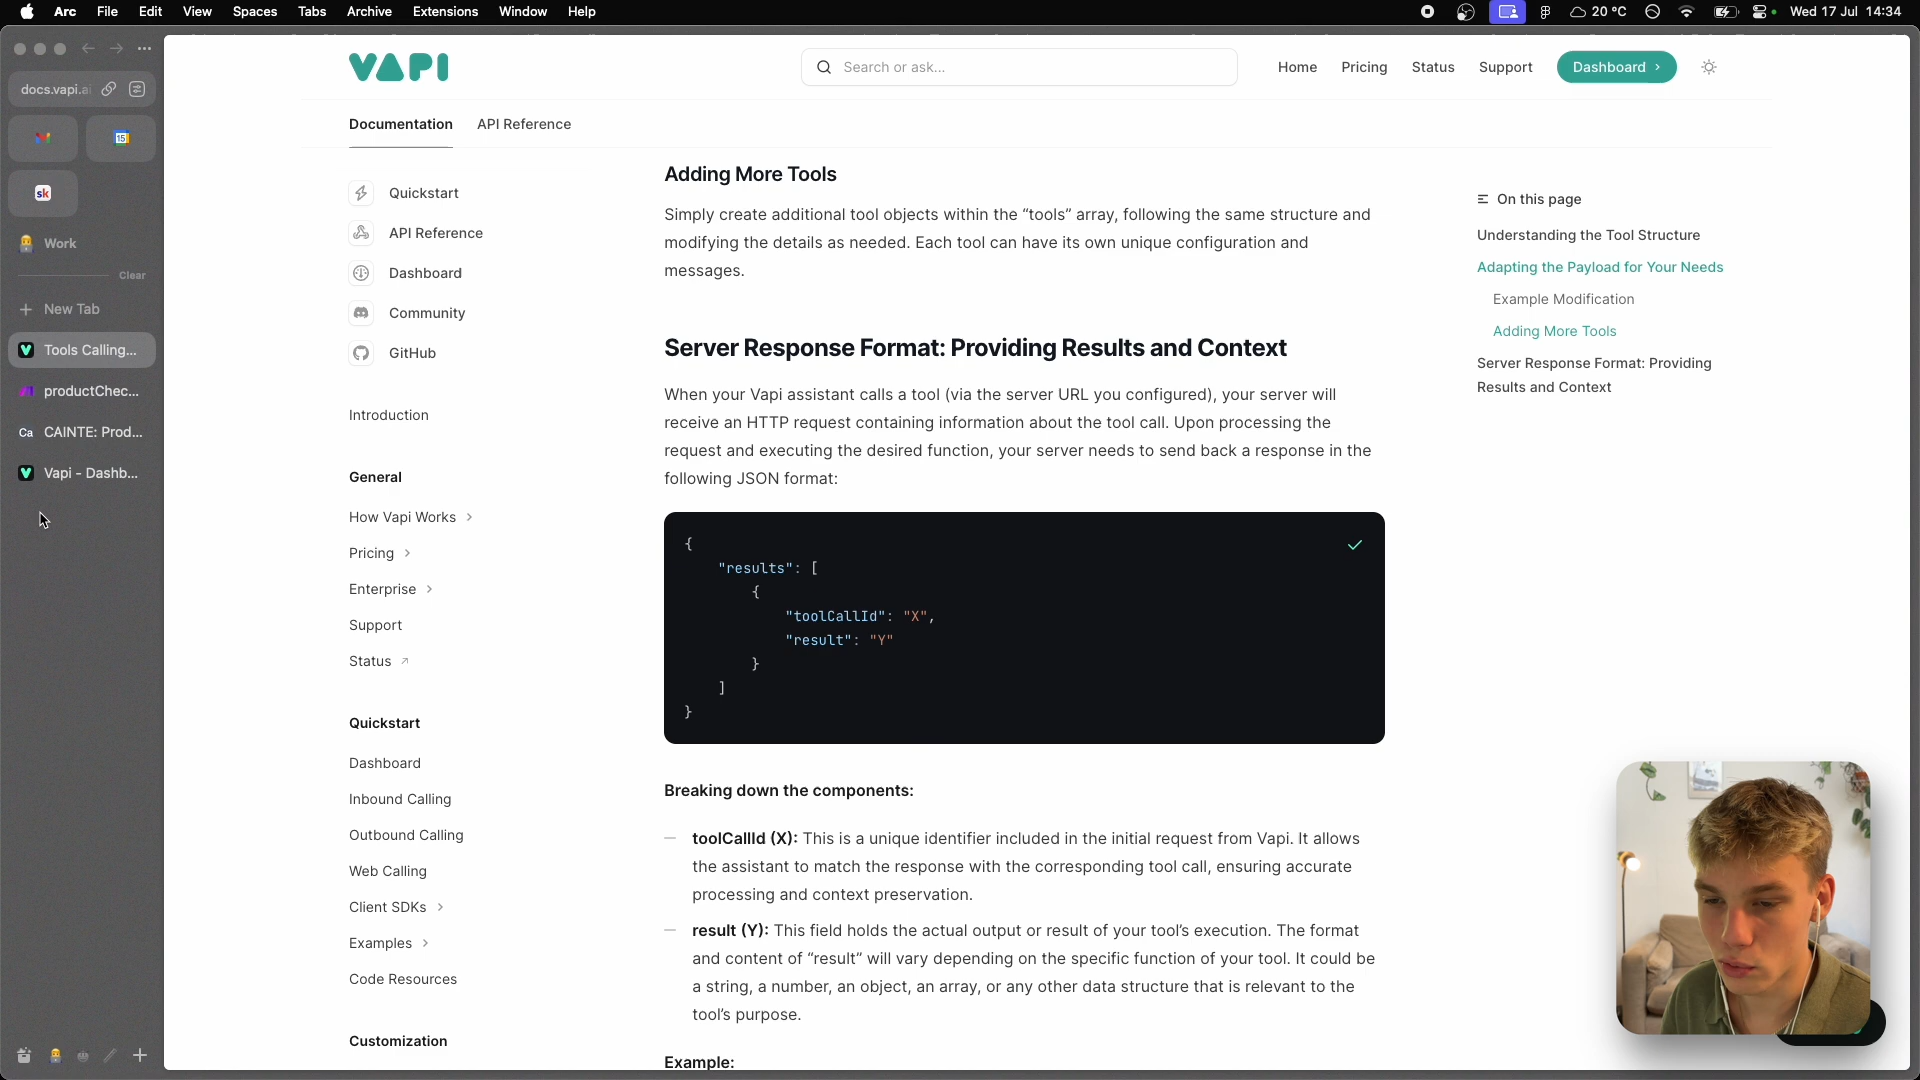 Arc File Edit View Spaces Tabs Archive Extensions Window Help
20 °C Wed 17 Jul 14:34
docs.vapi.ai
15
sk
Work
Clear
New Tab
Tools Calling...
productChec...
Ca CAINTE: Prod...
Vapi - Dashb...
VAPI
Search or ask...
Home Pricing Status Support Dashboard
Documentation API Reference
Quickstart
API Reference
Dashboard
Community
GitHub
Introduction
General
How Vapi Works
Pricing
Enterprise
Support
Status
Quickstart
Dashboard
Inbound Calling
Outbound Calling
Web Calling
Client SDKs
Examples
Code Resources
Customization
Adding More Tools
Simply create additional tool objects within the “tools” array, following the same structure and
modifying the details as needed. Each tool can have its own unique configuration and
messages.
Server Response Format: Providing Results and Context
When your Vapi assistant calls a tool (via the server URL you configured), your server will
receive an HTTP request containing information about the tool call. Upon processing the
request and executing the desired function, your server needs to send back a response in the
following JSON format:
{
"results": [
{
"toolCallId": "X",
"result": "Y"
}
]
}
Breaking down the components:
toolCallId (X): This is a unique identifier included in the initial request from Vapi. It allows
the assistant to match the response with the corresponding tool call, ensuring accurate
processing and context preservation.
result (Y): This field holds the actual output or result of your tool’s execution. The format
and content of “result” will vary depending on the specific function of your tool. It could be
a string, a number, an object, an array, or any other data structure that is relevant to the
tool’s purpose.
Example:
On this page
Understanding the Tool Structure
Adapting the Payload for Your Needs
Example Modification
Adding More Tools
Server Response Format: Providing
Results and Context